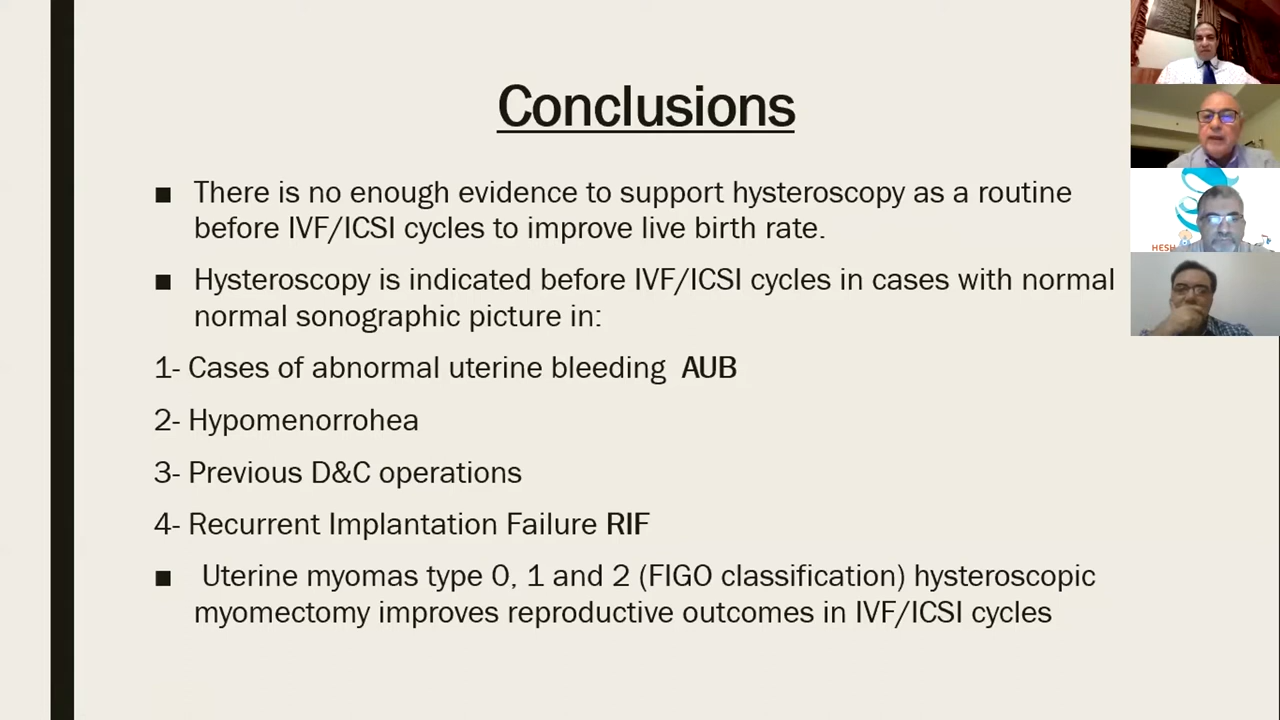 Conclusions
■ There is no enough evidence to support hysteroscopy as a routine
before IVF/ICSI cycles to improve live birth rate.
■ Hysteroscopy is indicated before IVF/ICSI cycles in cases with normal
normal sonographic picture in:
1- Cases of abnormal uterine bleeding AUB
2- Hypomenorrohea
3- Previous D&C operations
4- Recurrent Implantation Failure RIF
■ Uterine myomas type 0, 1 and 2 (FIGO classification) hysteroscopic
myomectomy improves reproductive outcomes in IVF/ICSI cycles
HESH